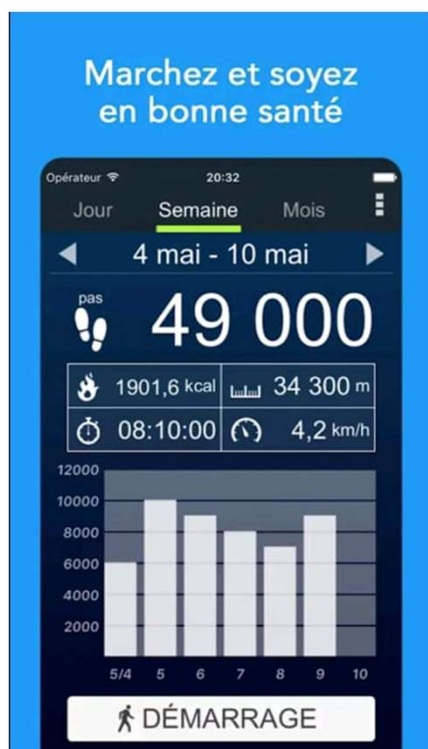 Marchez et soyez
en bonne santé
Opérateur 20:32
Jour Semaine Mois
4 mai - 10 mai
pas
49 000
1901,6 kcal 34 300 m
08:10:00 4,2 km/h
12000
10000
8000
6000
4000
2000
5/4 5 6 7 8 9 10
DÉMARRAGE